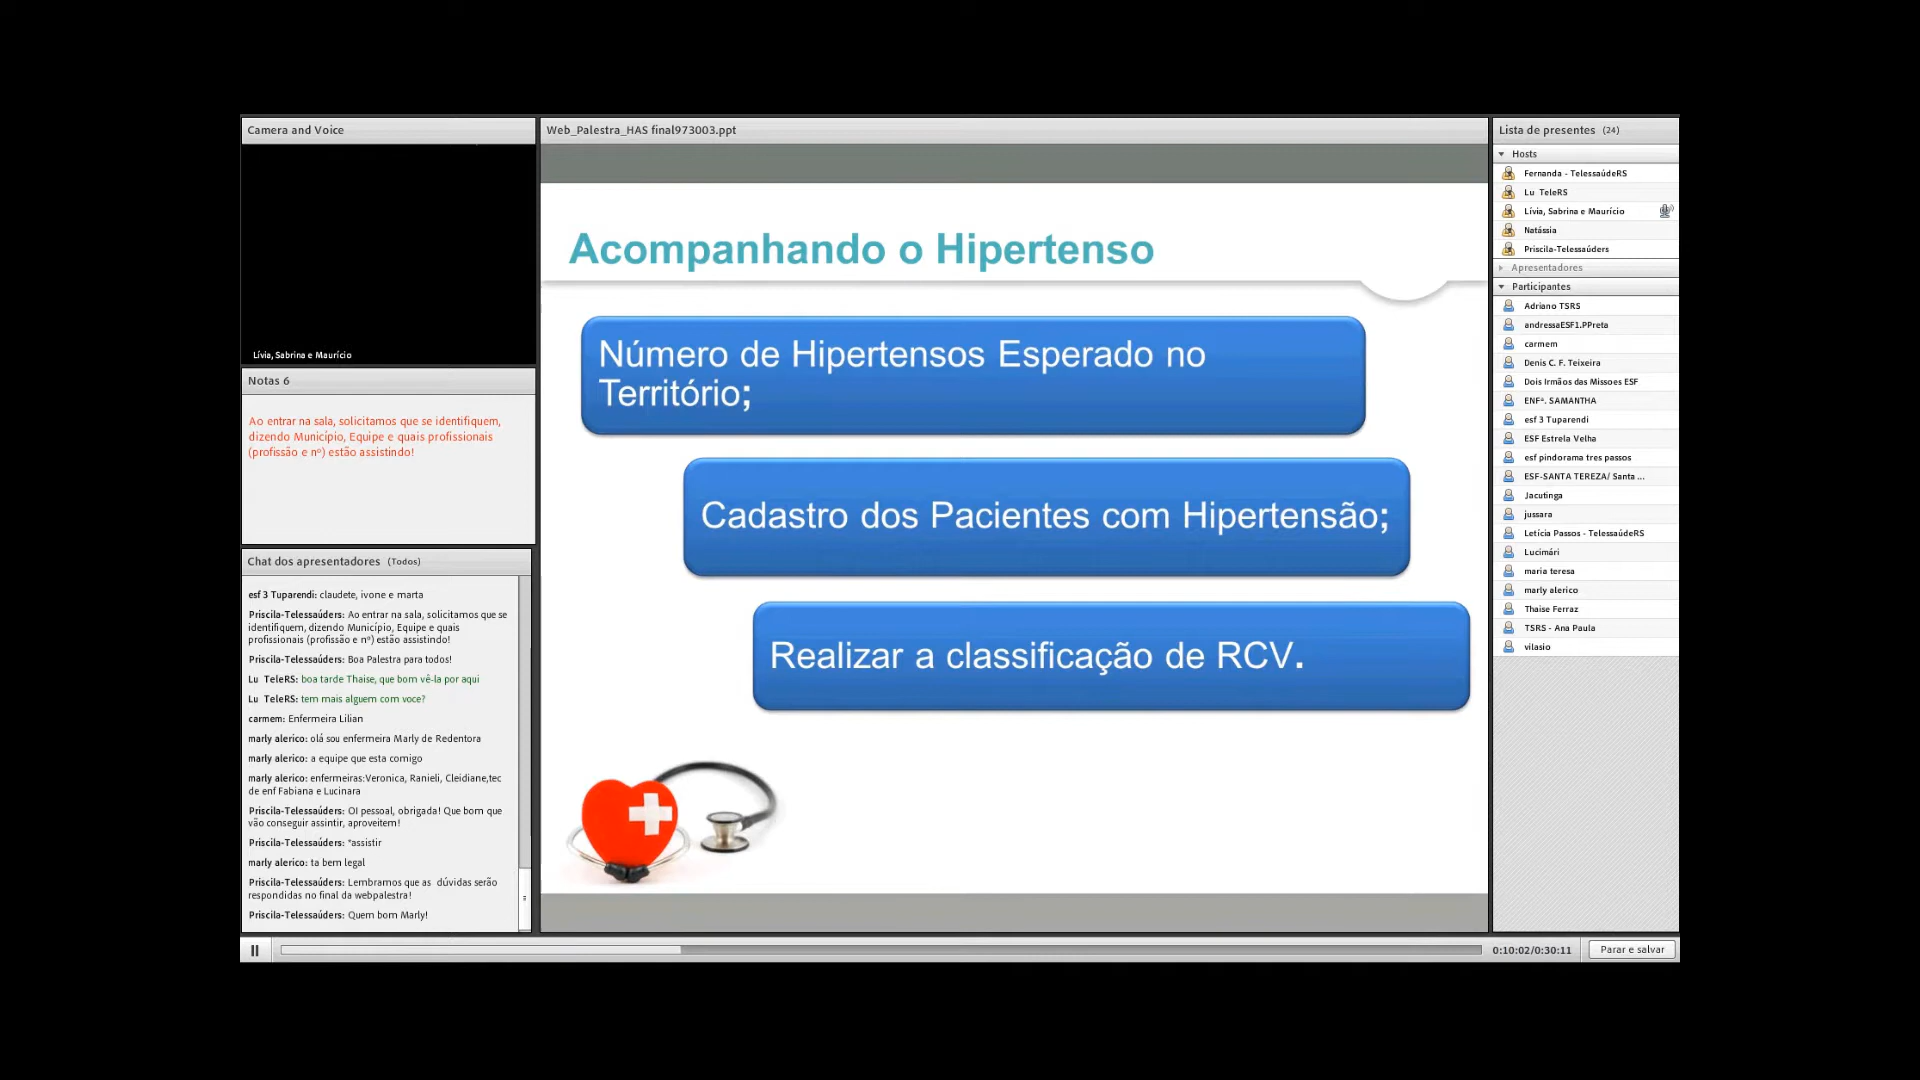 Camera and Voice
Lívia, Sabrina e Maurício
Notas 6
Ao entrar na sala, solicitamos que se identifiquem,
dizendo Município, Equipe e quais profissionais
(profissão e nº) estão assistindo!
Chat dos apresentadores (Todos)
esf 3 Tuparendi: claudete, ivone e marta
Priscila-Telessaúders: Ao entrar na sala, solicitamos que se
identifiquem, dizendo Município, Equipe e quais
profissionais (profissão e nº) estão assistindo!
Priscila-Telessaúders: Boa Palestra para todos!
Lu TeleRS: boa tarde Thaise, que bom vê-la por aqui
Lu TeleRS: tem mais alguem com voce?
carmem: Enfermeira Lilian
marly alerico: olá sou enfermeira Marly de Redentora
marly alerico: a equipe que esta comigo
marly alerico: enfermeiras:Veronica, Ranieli, Cleidiane,tec
de enf Fabiana e Lucinara
Priscila-Telessaúders: OI pessoal, obrigada! Que bom que
vão conseguir assintir, aproveitem!
Priscila-Telessaúders: *assistir
marly alerico: ta bem legal
Priscila-Telessaúders: Lembramos que as dúvidas serão
respondidas no final da webpalestra!
Priscila-Telessaúders: Quem bom Marly!
Web_Palestra_HAS final973003.ppt
Acompanhando o Hipertenso
Número de Hipertensos Esperado no
Território;
Cadastro dos Pacientes com Hipertensão;
Realizar a classificação de RCV.
Lista de presentes (24)
Hosts
Fernanda - TelessaúdeRS
Lu TeleRS
Lívia, Sabrina e Maurício
Natássia
Priscila-Telessaúders
Apresentadores
Participantes
Adriano TSRS
andressaESF1.PPreta
carmem
Denis C. F. Teixeira
Dois Irmãos das Missoes ESF
ENFª. SAMANTHA
esf 3 Tuparendi
ESF Estrela Velha
esf pindorama tres passos
ESF-SANTA TEREZA/ Santa ...
Jacutinga
jussara
Letícia Passos - TelessaúdeRS
Lucimári
maria teresa
marly alerico
Thaise Ferraz
TSRS - Ana Paula
vilasio
0:10:02/0:30:11
Parar e salvar